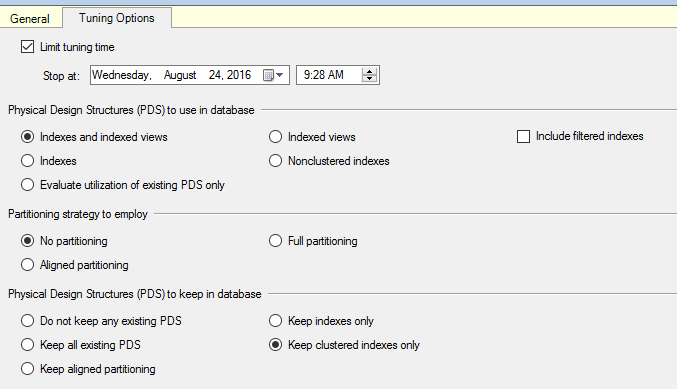 General Tuning Options
Limit tuning time
Stop at: Wednesday, August 24, 2016 9:28 AM
Physical Design Structures (PDS) to use in database
Indexes and indexed views Indexed views Include filtered indexes
Indexes Nonclustered indexes
Evaluate utilization of existing PDS only
Partitioning strategy to employ
No partitioning Full partitioning
Aligned partitioning
Physical Design Structures (PDS) to keep in database
Do not keep any existing PDS Keep indexes only
Keep all existing PDS Keep clustered indexes only
Keep aligned partitioning